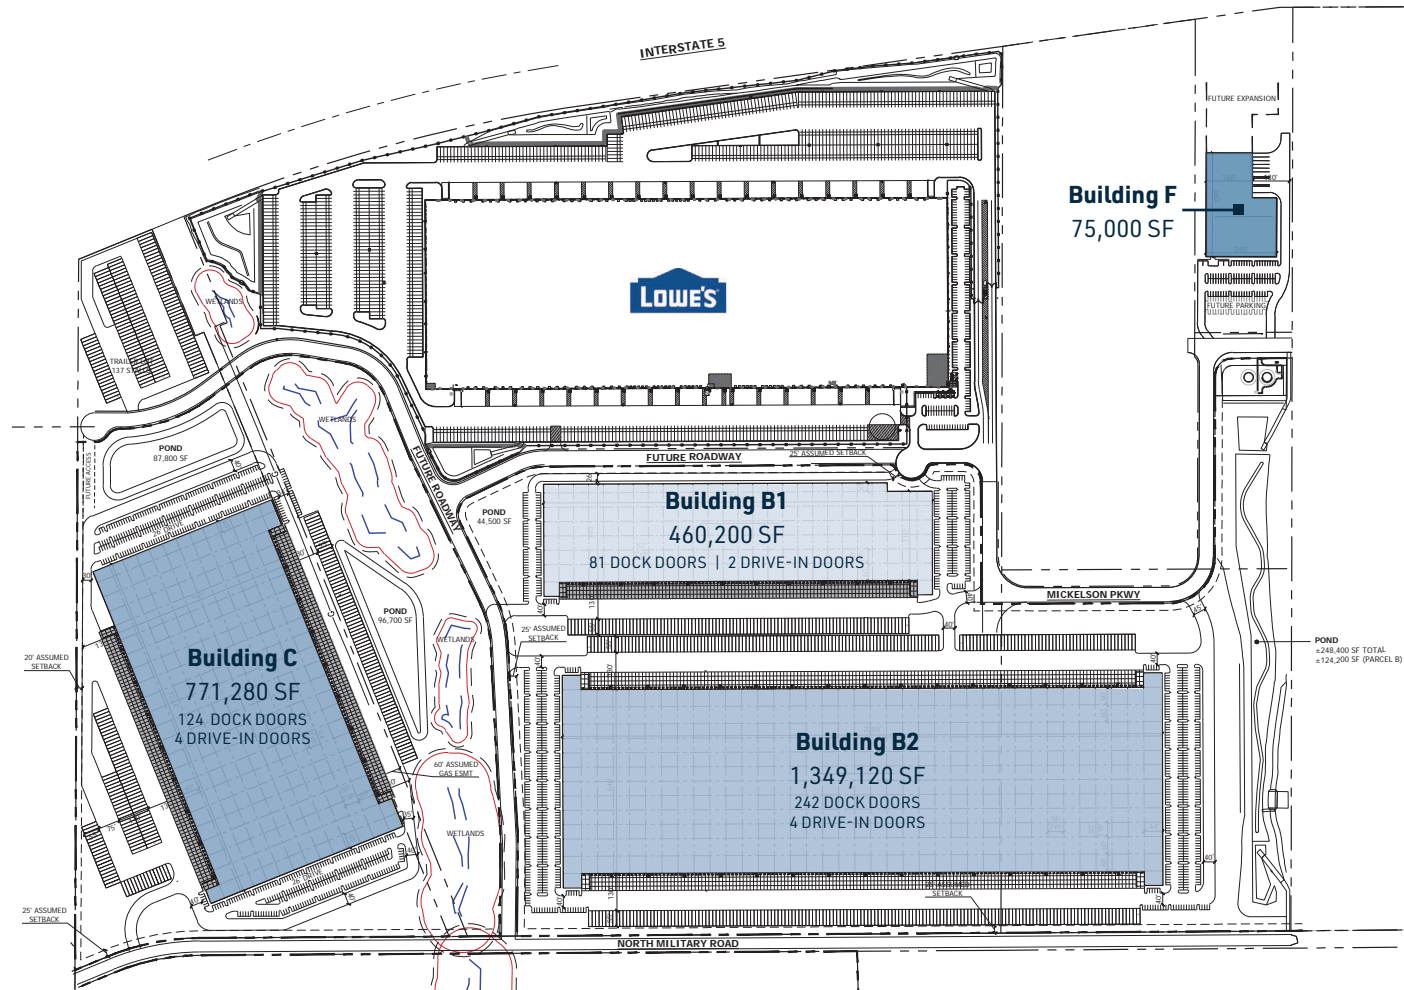 INTERSTATE 5
FUTURE EXPANSION
Building F
75,000 SF
FUTURE PARKING
LOWE'S
WETLANDS
137 STALLS
WETLANDS
POND
87,800 SF
FUTURE ACCESS
FUTURE ROADWAY
FUTURE ROADWAY
25' ASSUMED SETBACK
POND
44,500 SF
Building B1
460,200 SF
81 DOCK DOORS | 2 DRIVE-IN DOORS
MICKELSON PKWY
POND
96,700 SF
WETLANDS
25' ASSUMED
SETBACK
POND
±248,400 SF TOTAL
±124,200 SF (PARCEL B)
20' ASSUMED
SETBACK
Building C
771,280 SF
124 DOCK DOORS
4 DRIVE-IN DOORS
60' ASSUMED
GAS ESMT
Building B2
1,349,120 SF
242 DOCK DOORS
4 DRIVE-IN DOORS
WETLANDS
SETBACK
25' ASSUMED
SETBACK
NORTH MILITARY ROAD